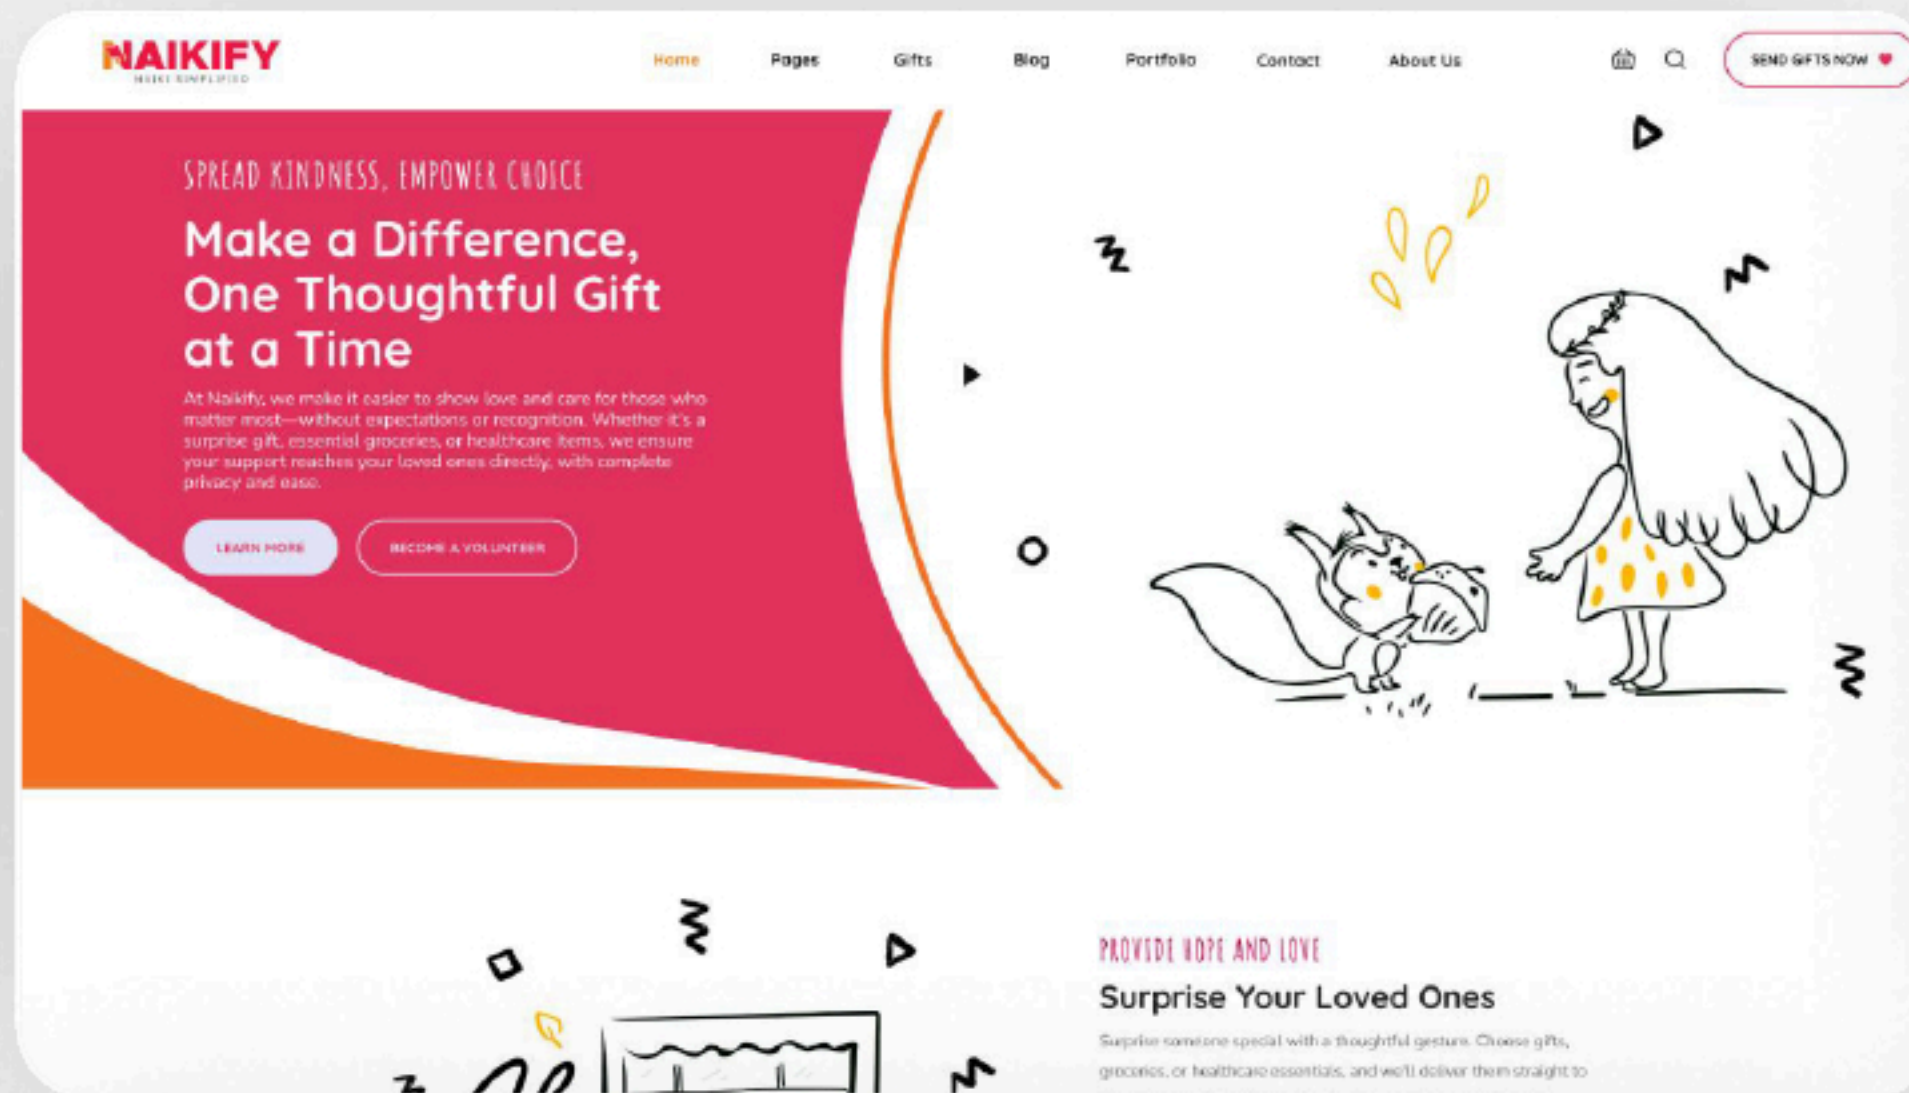 NAIKIFY
NAIKI SIMPLIFIED
Home
Pages
Gifts
Blog
Portfolio
Contact
About Us
SEND GIFTS NOW
SPREAD KINDNESS, EMPOWER CHOICE
Make a Difference,
One Thoughtful Gift
at a Time
At Naikify, we make it easier to show love and care for those who
matter most—without expectations or recognition. Whether it's a
surprise gift, essential groceries, or healthcare items, we ensure
your support reaches your loved ones directly, with complete
privacy and ease.
LEARN MORE
BECOME A VOLUNTEER
PROVIDE HOPE AND LOVE
Surprise Your Loved Ones
Surprise someone special with a thoughtful gesture. Choose gifts,
groceries, or healthcare essentials, and we'll deliver them straight to